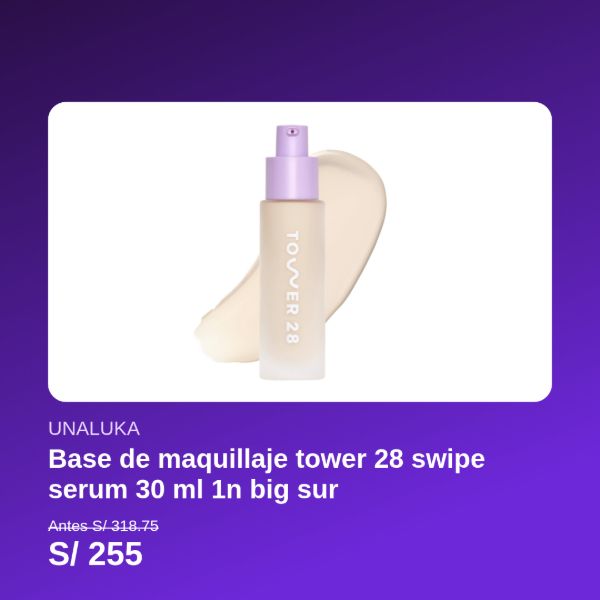 TOWER 28
UNALUKA
Base de maquillaje tower 28 swipe
serum 30 ml 1n big sur
Antes S/ 318.75
S/ 255